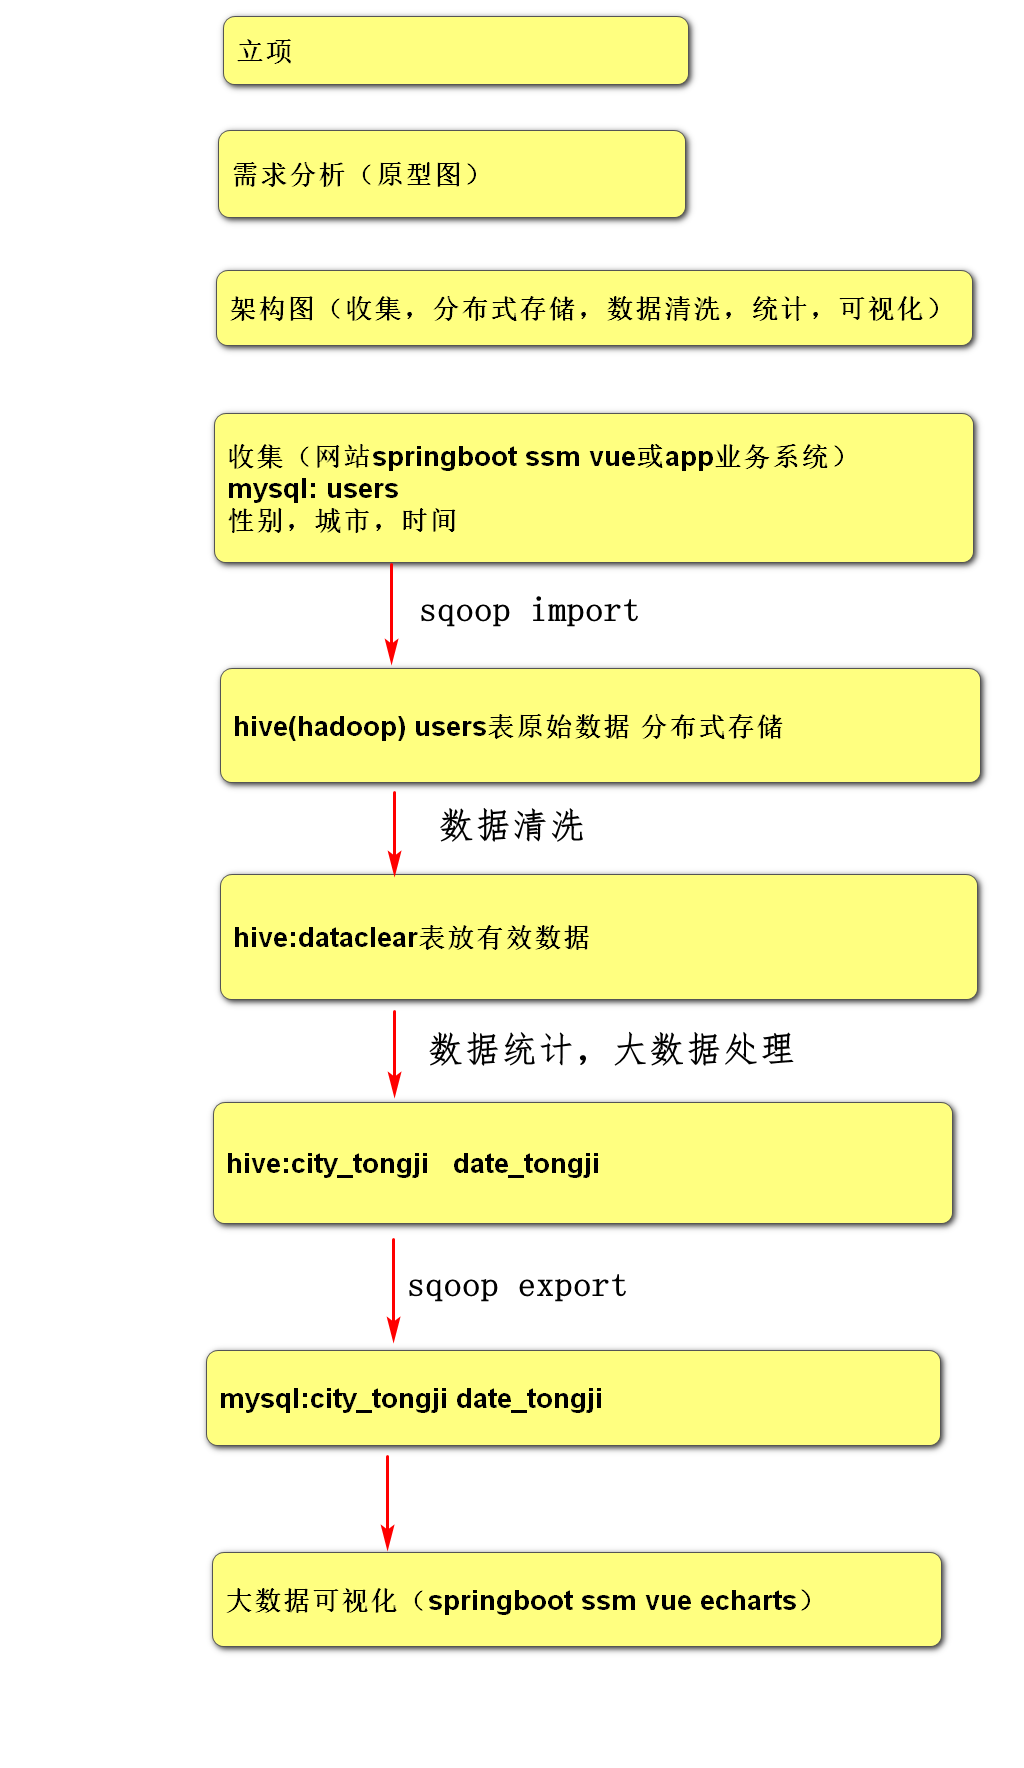 立项
需求分析（原型图）
架构图（收集，分布式存储，数据清洗，统计，可视化）
收集（网站springboot ssm vue或app业务系统）
mysql: users
性别，城市，时间
sqoop import
hive(hadoop) users表原始数据 分布式存储
数据清洗
hive:dataclear表放有效数据
数据统计，大数据处理
hive:city_tongji   date_tongji
sqoop export
mysql:city_tongji date_tongji
大数据可视化（springboot ssm vue echarts）